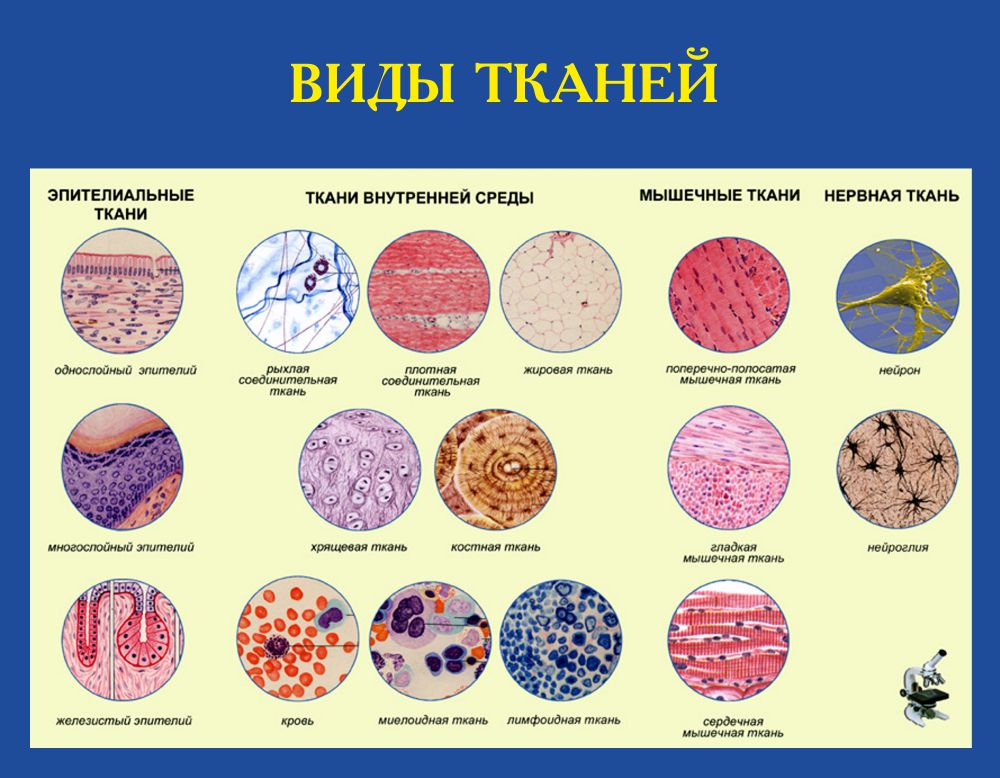 ВИДЫ ТКАНЕЙ
ЭПИТЕЛИАЛЬНЫЕ
ТКАНИ
ТКАНИ ВНУТРЕННЕЙ СРЕДЫ
МЫШЕЧНЫЕ ТКАНИ
НЕРВНАЯ ТКАНЬ
однослойный эпителий
рыхлая
соединительная
ткань
плотная
соединительная
ткань
жировая ткань
поперечно-полосатая
мышечная ткань
нейрон
многослойный эпителий
хрящевая ткань
костная ткань
гладкая
мышечная ткань
нейроглия
железистый эпителий
кровь
миелоидная ткань
лимфоидная ткань
сердечная
мышечная ткань